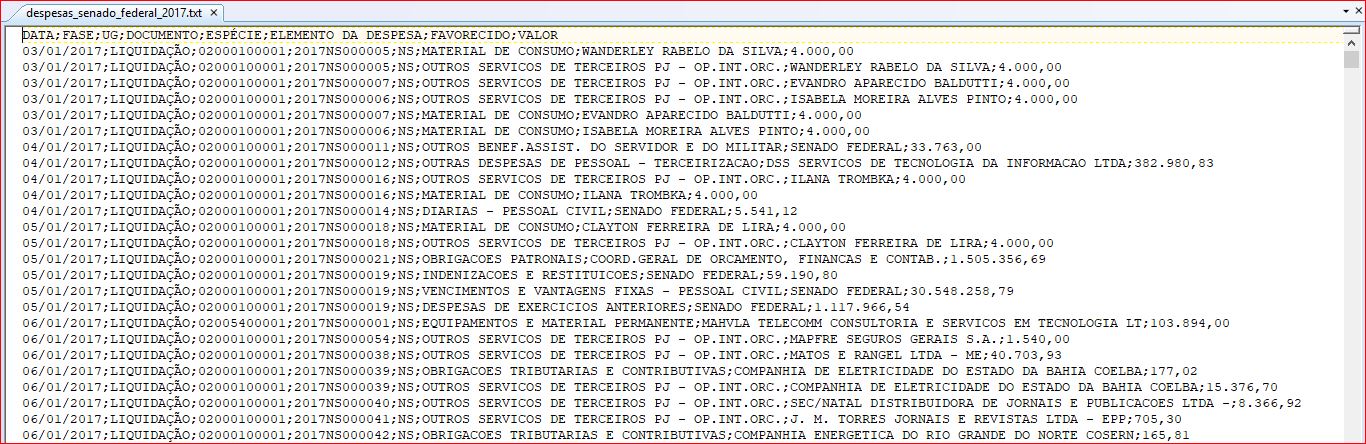 despesas_senado_federal_2017.txt
DATA;FASE;UG;DOCUMENTO;ESPÉCIE;ELEMENTO DA DESPESA;FAVORECIDO;VALOR
03/01/2017;LIQUIDAÇÃO;02000100001;2017NS000005;NS;MATERIAL DE CONSUMO;WANDERLEY RABELO DA SILVA;4.000,00
03/01/2017;LIQUIDAÇÃO;02000100001;2017NS000005;NS;OUTROS SERVICOS DE TERCEIROS PJ - OP.INT.ORC.;WANDERLEY RABELO DA SILVA;4.000,00
03/01/2017;LIQUIDAÇÃO;02000100001;2017NS000007;NS;OUTROS SERVICOS DE TERCEIROS PJ - OP.INT.ORC.;EVANDRO APARECIDO BALDUTTI;4.000,00
03/01/2017;LIQUIDAÇÃO;02000100001;2017NS000006;NS;OUTROS SERVICOS DE TERCEIROS PJ - OP.INT.ORC.;ISABELA MOREIRA ALVES PINTO;4.000,00
03/01/2017;LIQUIDAÇÃO;02000100001;2017NS000007;NS;MATERIAL DE CONSUMO;EVANDRO APARECIDO BALDUTTI;4.000,00
03/01/2017;LIQUIDAÇÃO;02000100001;2017NS000006;NS;MATERIAL DE CONSUMO;ISABELA MOREIRA ALVES PINTO;4.000,00
04/01/2017;LIQUIDAÇÃO;02000100001;2017NS000011;NS;OUTROS BENEF.ASSIST. DO SERVIDOR E DO MILITAR;SENADO FEDERAL;33.763,00
04/01/2017;LIQUIDAÇÃO;02000100001;2017NS000012;NS;OUTRAS DESPESAS DE PESSOAL - TERCEIRIZACAO;DSS SERVICOS DE TECNOLOGIA DA INFORMACAO LTDA;382.980,83
04/01/2017;LIQUIDAÇÃO;02000100001;2017NS000016;NS;OUTROS SERVICOS DE TERCEIROS PJ - OP.INT.ORC.;ILANA TROMBKA;4.000,00
04/01/2017;LIQUIDAÇÃO;02000100001;2017NS000016;NS;MATERIAL DE CONSUMO;ILANA TROMBKA;4.000,00
04/01/2017;LIQUIDAÇÃO;02000100001;2017NS000014;NS;DIARIAS - PESSOAL CIVIL;SENADO FEDERAL;5.541,12
05/01/2017;LIQUIDAÇÃO;02000100001;2017NS000018;NS;MATERIAL DE CONSUMO;CLAYTON FERREIRA DE LIRA;4.000,00
05/01/2017;LIQUIDAÇÃO;02000100001;2017NS000018;NS;OUTROS SERVICOS DE TERCEIROS PJ - OP.INT.ORC.;CLAYTON FERREIRA DE LIRA;4.000,00
05/01/2017;LIQUIDAÇÃO;02000100001;2017NS000021;NS;OBRIGACOES PATRONAIS;COORD.GERAL DE ORCAMENTO, FINANCAS E CONTAB.;1.505.356,69
05/01/2017;LIQUIDAÇÃO;02000100001;2017NS000019;NS;INDENIZACOES E RESTITUICOES;SENADO FEDERAL;59.190,80
05/01/2017;LIQUIDAÇÃO;02000100001;2017NS000019;NS;VENCIMENTOS E VANTAGENS FIXAS - PESSOAL CIVIL;SENADO FEDERAL;30.548.258,79
05/01/2017;LIQUIDAÇÃO;02000100001;2017NS000019;NS;DESPESAS DE EXERCICIOS ANTERIORES;SENADO FEDERAL;1.117.966,54
06/01/2017;LIQUIDAÇÃO;02005400001;2017NS000001;NS;EQUIPAMENTOS E MATERIAL PERMANENTE;MAHVLA TELECOMM CONSULTORIA E SERVICOS EM TECNOLOGIA LT;103.894,00
06/01/2017;LIQUIDAÇÃO;02000100001;2017NS000054;NS;OUTROS SERVICOS DE TERCEIROS PJ - OP.INT.ORC.;MAPFRE SEGUROS GERAIS S.A.;1.540,00
06/01/2017;LIQUIDAÇÃO;02000100001;2017NS000038;NS;OUTROS SERVICOS DE TERCEIROS PJ - OP.INT.ORC.;MATOS E RANGEL LTDA - ME;40.703,93
06/01/2017;LIQUIDAÇÃO;02000100001;2017NS000039;NS;OBRIGACOES TRIBUTARIAS E CONTRIBUTIVAS;COMPANHIA DE ELETRICIDADE DO ESTADO DA BAHIA COELBA;177,02
06/01/2017;LIQUIDAÇÃO;02000100001;2017NS000039;NS;OUTROS SERVICOS DE TERCEIROS PJ - OP.INT.ORC.;COMPANHIA DE ELETRICIDADE DO ESTADO DA BAHIA COELBA;15.376,70
06/01/2017;LIQUIDAÇÃO;02000100001;2017NS000040;NS;OUTROS SERVICOS DE TERCEIROS PJ - OP.INT.ORC.;SEC/NATAL DISTRIBUIDORA DE JORNAIS E PUBLICACOES LTDA -;8.366,92
06/01/2017;LIQUIDAÇÃO;02000100001;2017NS000041;NS;OUTROS SERVICOS DE TERCEIROS PJ - OP.INT.ORC.;J. M. TORRES JORNAIS E REVISTAS LTDA - EPP;705,30
06/01/2017;LIQUIDAÇÃO;02000100001;2017NS000042;NS;OBRIGACOES TRIBUTARIAS E CONTRIBUTIVAS;COMPANHIA ENERGETICA DO RIO GRANDE DO NORTE COSERN;165,81